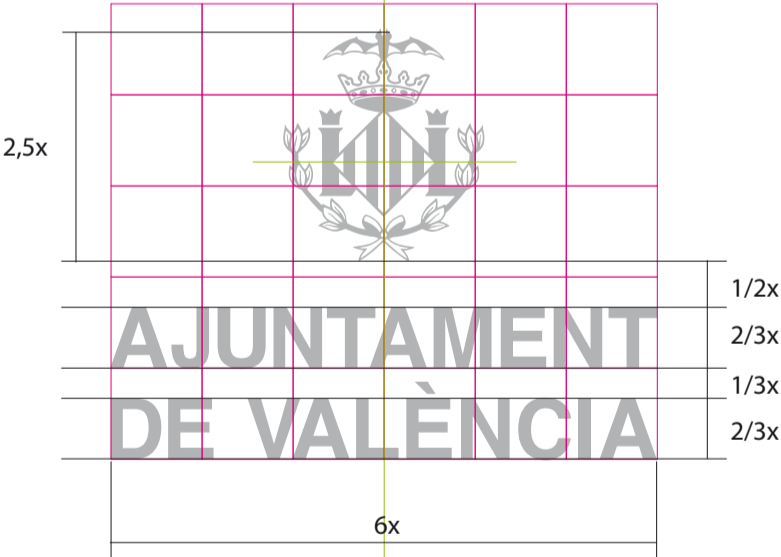 2,5x
1/2x
AJUNTAMENT
2/3x
1/3x
DE VALÈNCIA
2/3x
6x